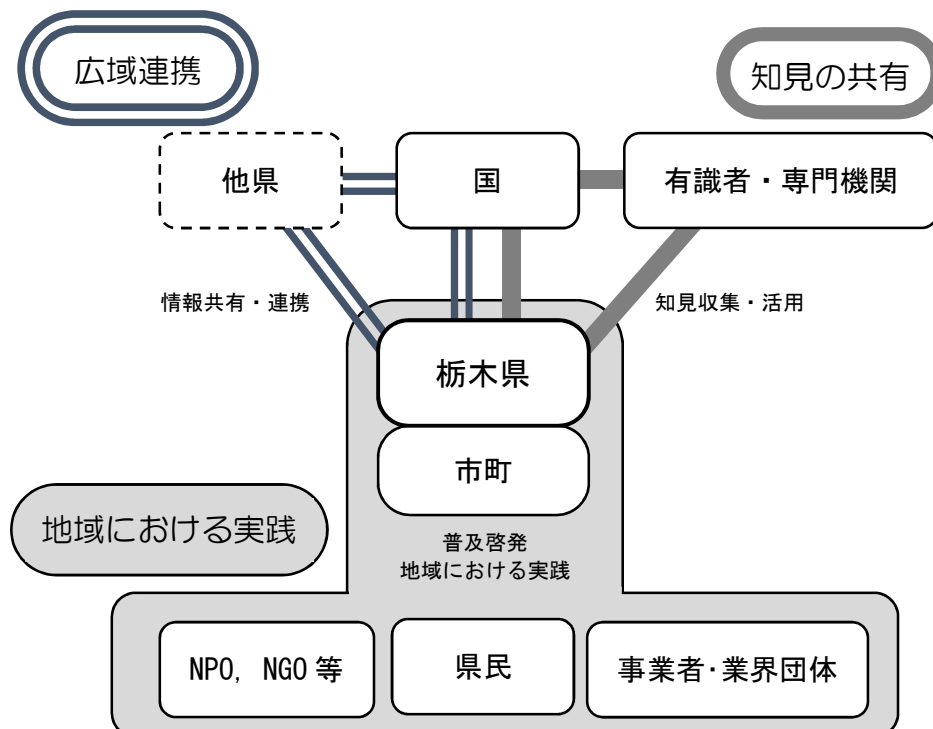 広域連携
知見の共有
他県
国
有識者・専門機関
情報共有・連携
知見収集・活用
栃木県
市町
地域における実践
普及啓発
地域における実践
NPO, NGO 等
県民
事業者・業界団体